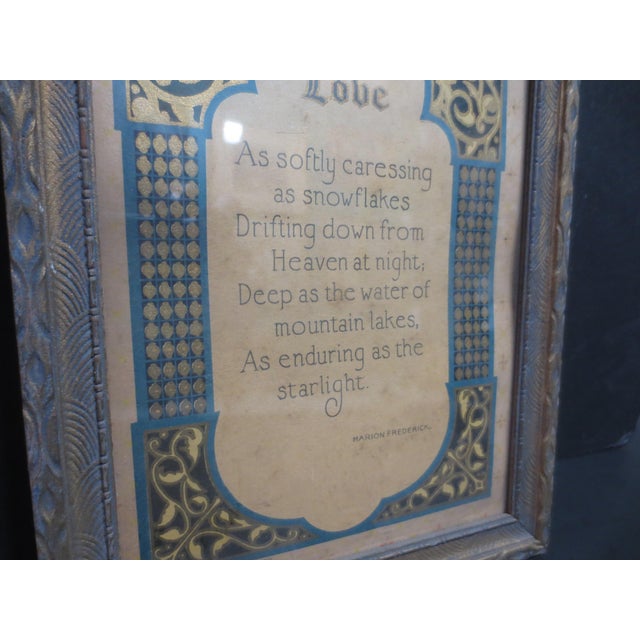 Love
As softly caressing
as snowflakes
Drifting down from
Heaven at night;
Deep as the water of
mountain lakes,
As enduring as the
starlight.
MARION FREDERICK